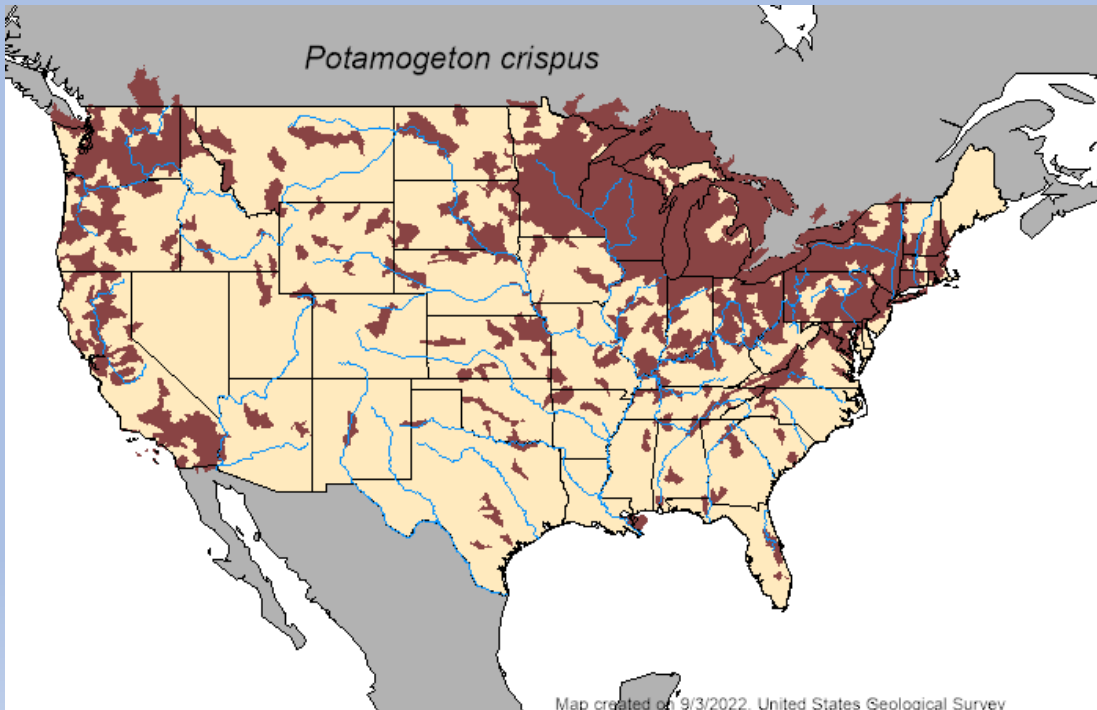 Potamogeton crispus
Map created on 9/3/2022. United States Geological Survey